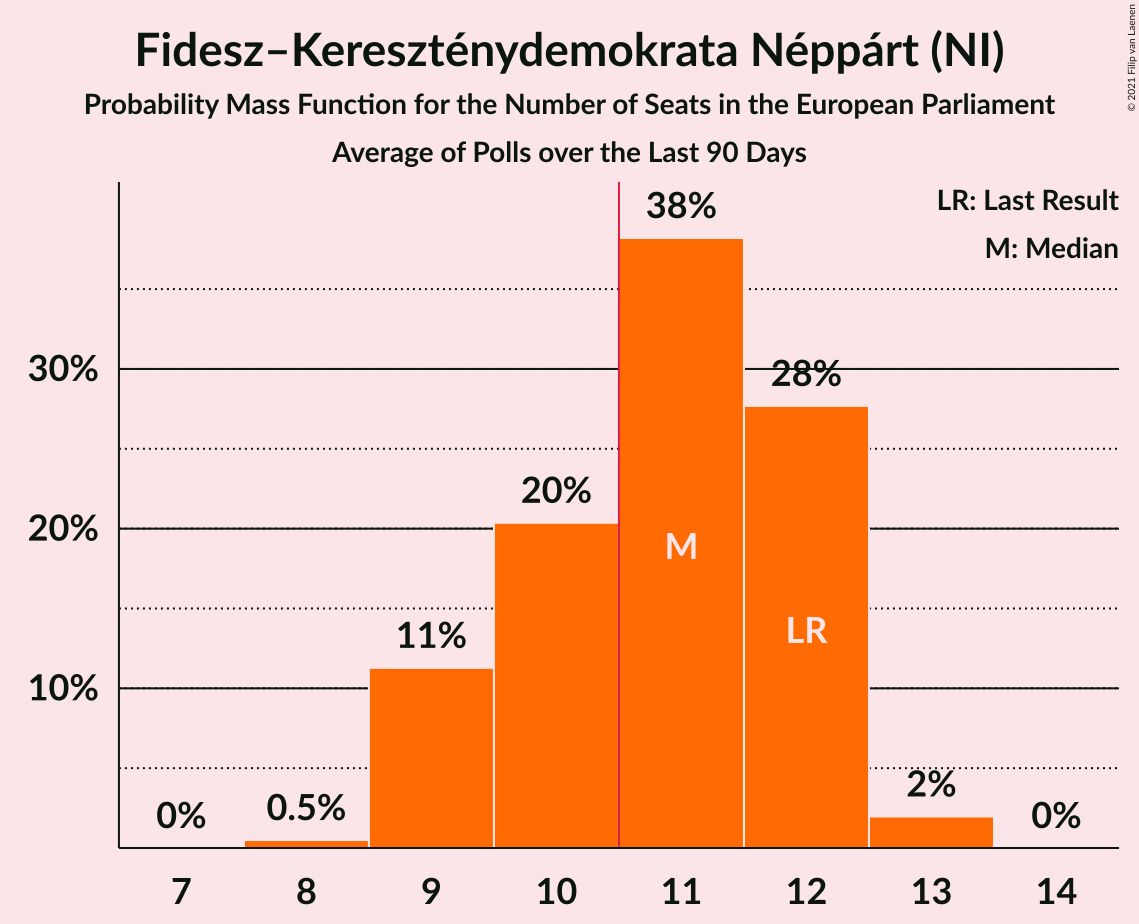 Fidesz–Kereszténydemokrata Néppárt (NI)
Probability Mass Function for the Number of Seats in the European Parliament
Average of Polls over the Last 90 Days
© 2021 Filip van Laenen
LR: Last Result
M: Median
38%
30%
28%
20%
20%
M
LR
11%
10%
0%
0.5%
2%
0%
7 8 9 10 11 12 13 14